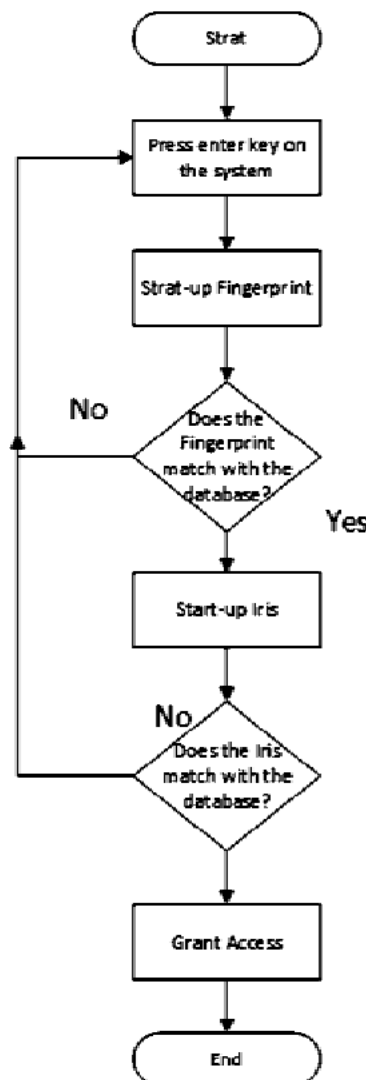 Strat
Press enter key on
the system
Strat-up Fingerprint
No
Does the
Fingerprint
match with the
database?
Yes
Start-up Iris
No
Does the Iris
match with the
database?
Grant Access
End